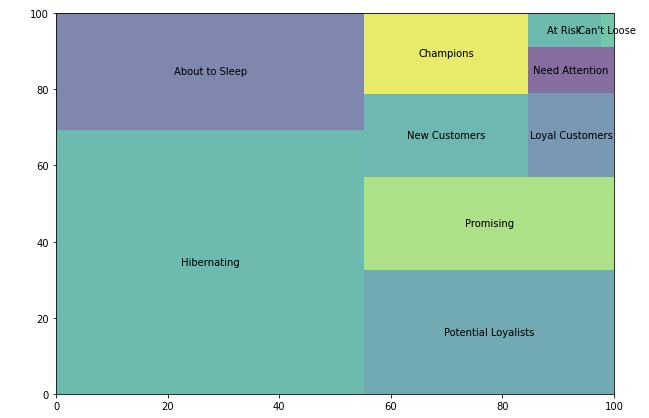 100
80
60
40
20
0
0
20
40
60
80
100
About to Sleep
Hibernating
Champions
New Customers
Promising
Potential Loyalists
At Risk
Can't Loose
Need Attention
Loyal Customers